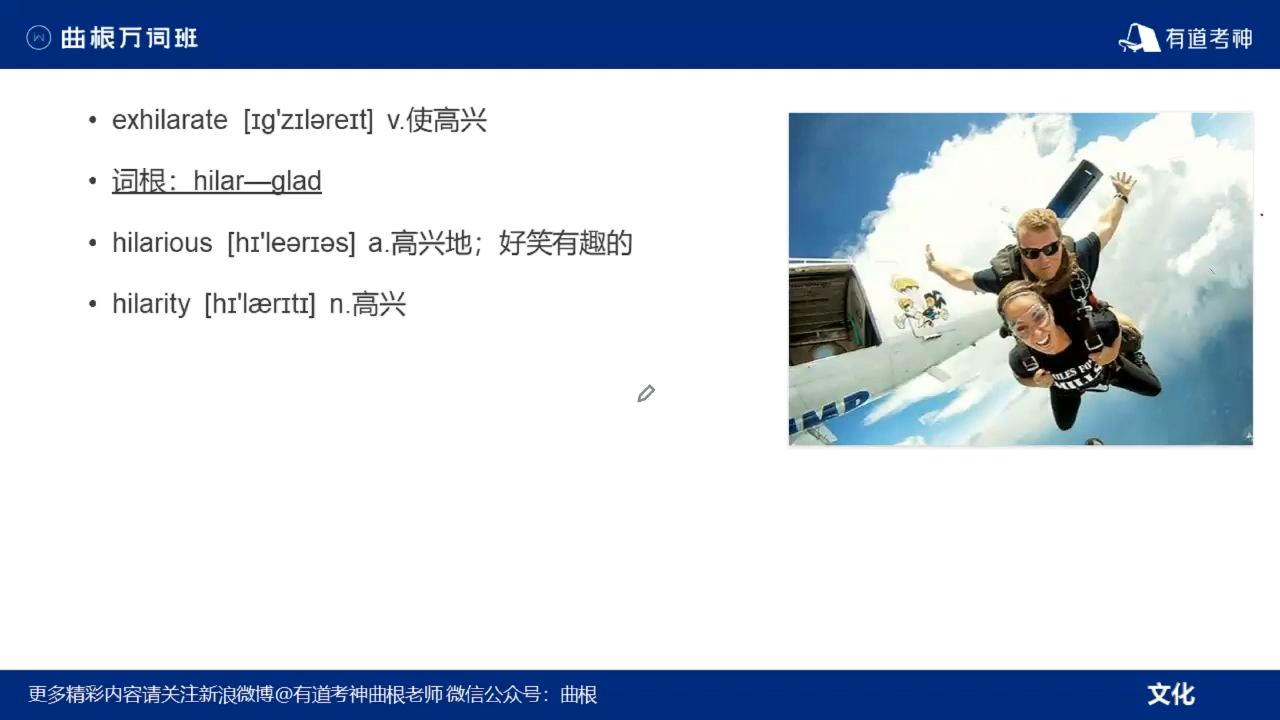 曲根万词班
有道考神
exhilarate [ɪg'zɪləreɪt] v.使高兴
词根：hilar—glad
hilarious [hɪ'leərɪəs] a.高兴地；好笑有趣的
hilarity [hɪ'lærɪtɪ] n.高兴
更多精彩内容请关注新浪微博@有道考神曲根老师 微信公众号：曲根
文化